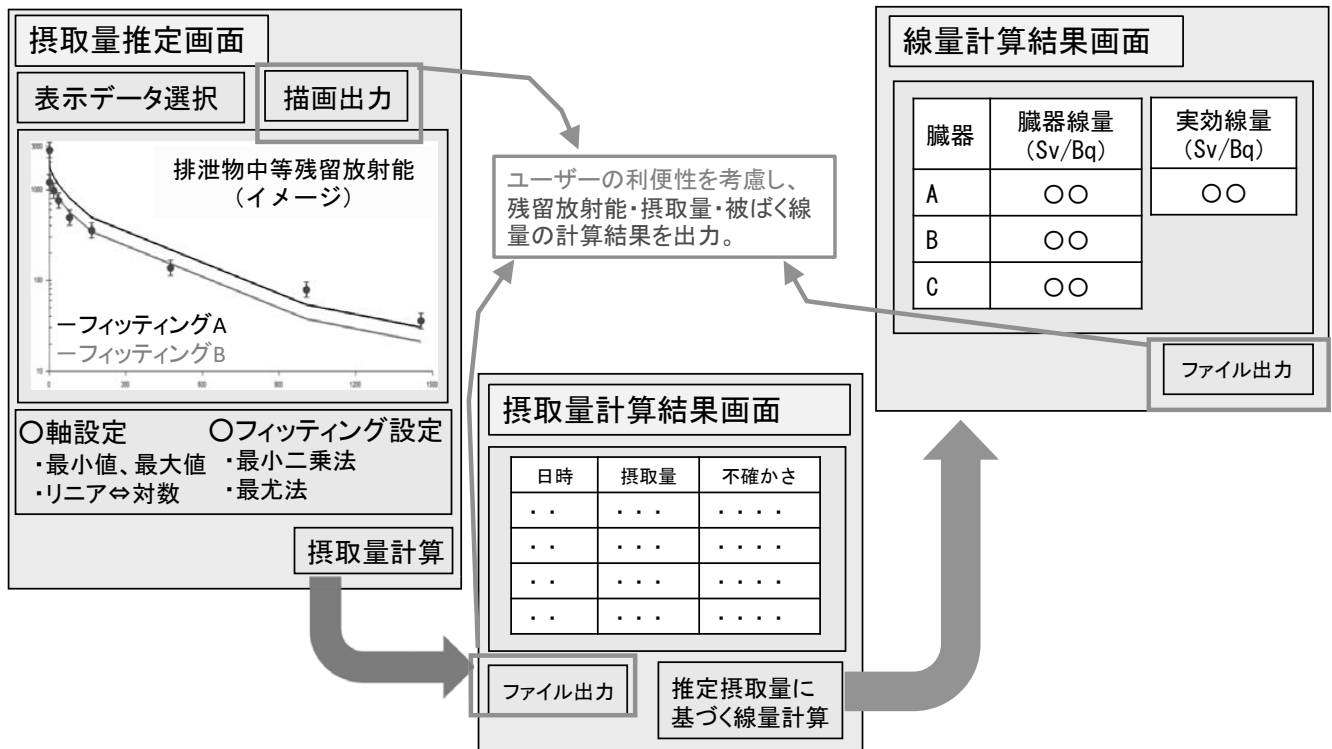 摂取量推定画面
表示データ選択
描画出力
排泄物中等残留放射能
(イメージ)
3000
1000
100
10
0
300
600
900
1200
1500
ーフィッティングA
ーフィッティングB
〇軸設定
・最小値、最大値
・リニア⇔対数
〇フィッティング設定
・最小二乗法
・最尤法
摂取量計算
ユーザーの利便性を考慮し、
残留放射能・摂取量・被ばく線
量の計算結果を出力。
摂取量計算結果画面
日時 摂取量 不確かさ
・・ ・・・ ・・・・
・・ ・・・ ・・・・
・・ ・・・ ・・・・
・・ ・・・ ・・・・
ファイル出力
推定摂取量に
基づく線量計算
線量計算結果画面
臓器 臓器線量
(Sv/Bq)
A 〇〇
B 〇〇
C 〇〇
実効線量
(Sv/Bq)
〇〇
ファイル出力